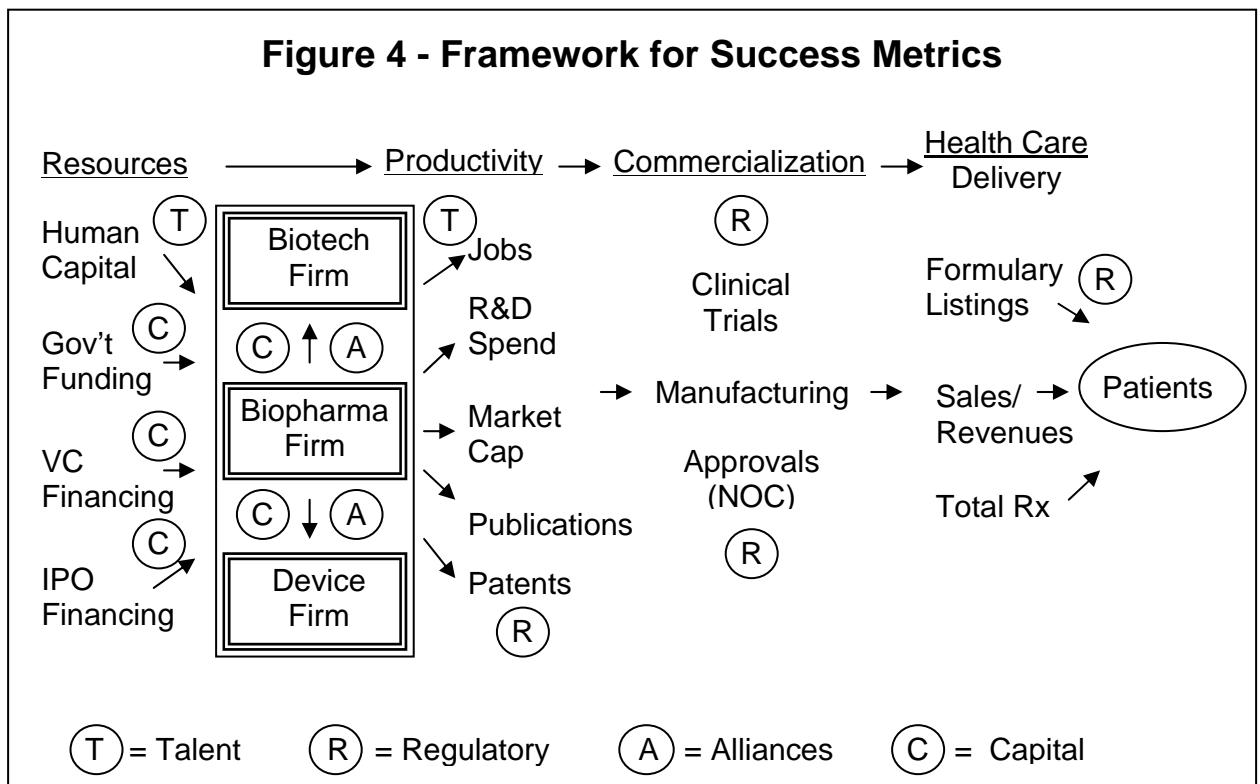 Figure 4 - Framework for Success Metrics
Resources
Productivity
Commercialization
Health Care
Delivery
T
Human
Capital
C
Gov't
Funding
C
VC
Financing
C
IPO
Financing
Biotech
Firm
C
A
Biopharma
Firm
C
A
Device
Firm
T
Jobs
R&D
Spend
Market
Cap
Publications
Patents
R
R
Clinical
Trials
Manufacturing
Approvals
(NOC)
R
Formulary
Listings
R
Sales/
Revenues
Total Rx
Patients
T = Talent
R = Regulatory
A = Alliances
C = Capital